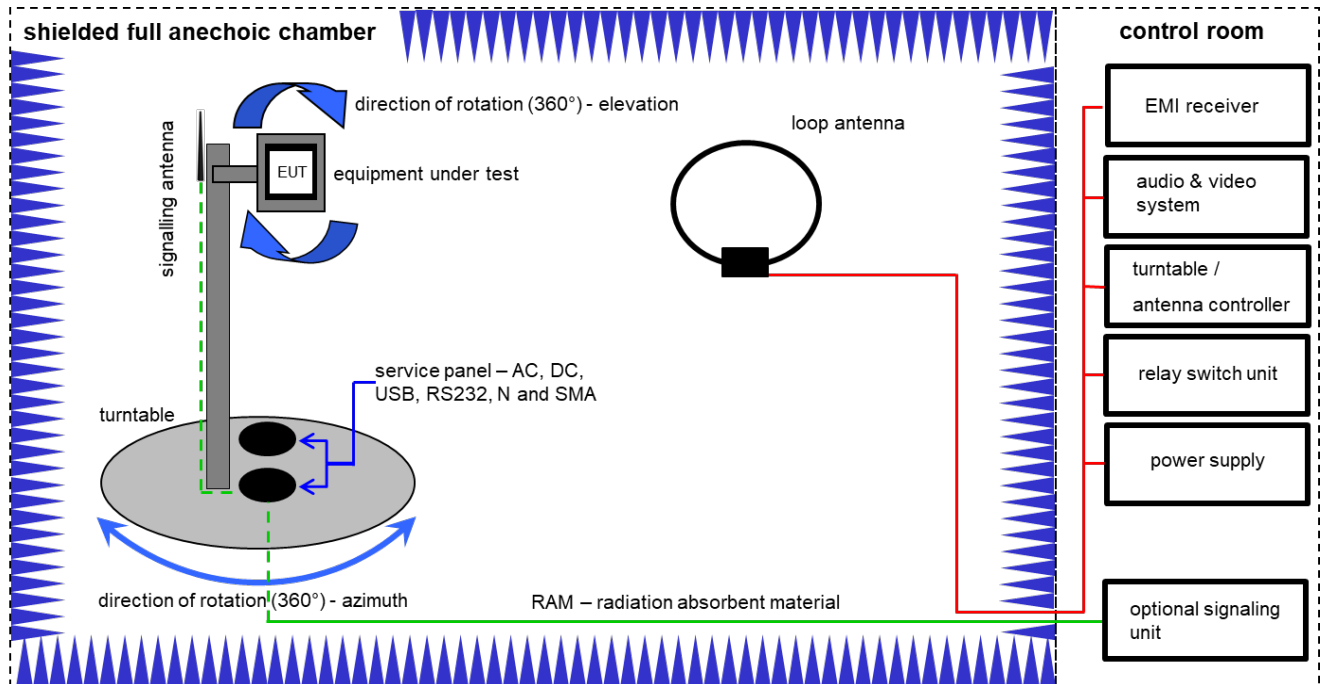 shielded full anechoic chamber
control room
direction of rotation (360°) - elevation
signalling antenna
EUT
equipment under test
loop antenna
EMI receiver
audio & video
system
turntable /
antenna controller
relay switch unit
power supply
service panel – AC, DC,
USB, RS232, N and SMA
turntable
direction of rotation (360°) - azimuth
RAM – radiation absorbent material
optional signaling
unit